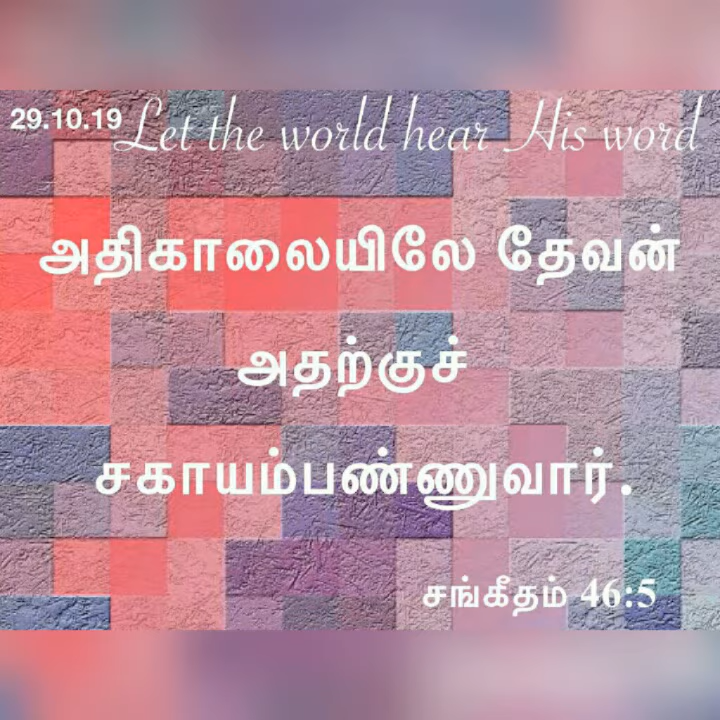 29.10.19 Let the world hear His word
அதிகாலையிலே தேவன்
அதற்குச்
சகாயம்பண்ணுவார்.
சங்கீதம் 46:5